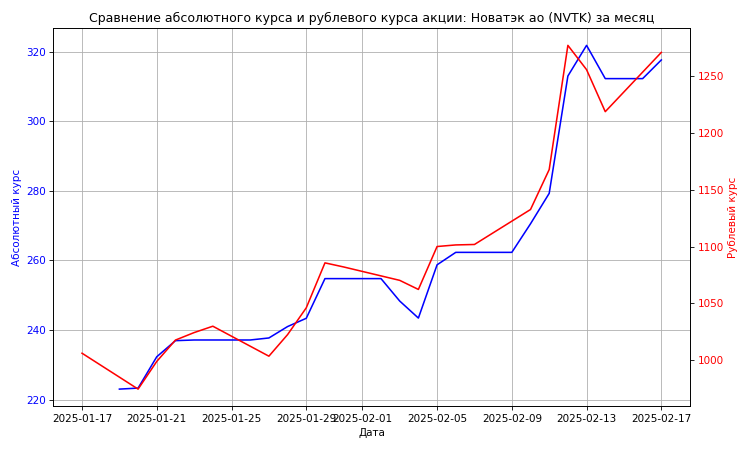 Сравнение абсолютного курса и рублевого курса акции: Новатэк ао (NVTK) за месяц
320
300
280
260
240
220
Абсолютный курс
1250
1200
1150
1100
1050
1000
Рублевый курс
2025-01-17 2025-01-21 2025-01-25 2025-01-29 2025-02-01 2025-02-05 2025-02-09 2025-02-13 2025-02-17
Дата